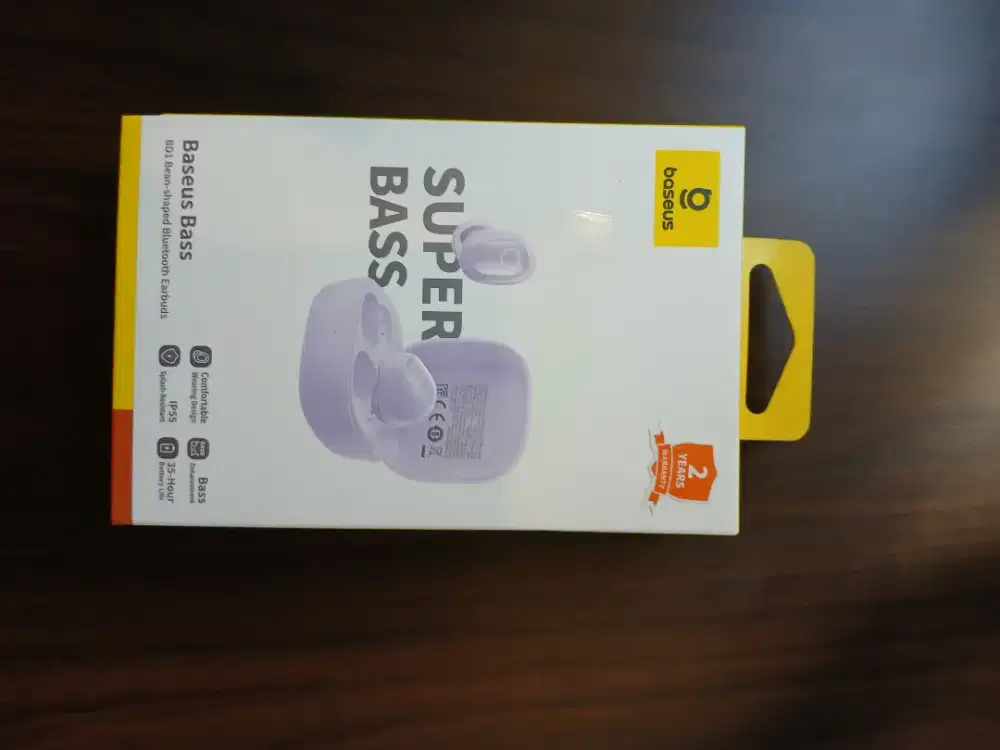 baseus
2
YEARS
WARRANTY
SUPER
BASS
Baseus Bass
BD1 Bean-shaped Bluetooth Earbuds
Comfortable
Wearing Design
Bass
Enhancement
IP55
Splash-Resistant
35-Hour
Battery Life